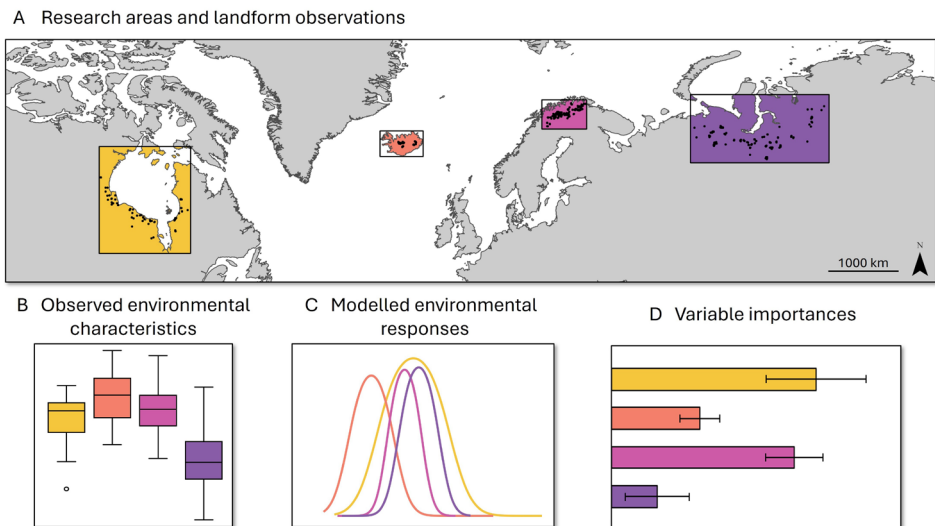 A Research areas and landform observations
N
1000 km
B Observed environmental
characteristics
C Modelled environmental
responses
D Variable importances